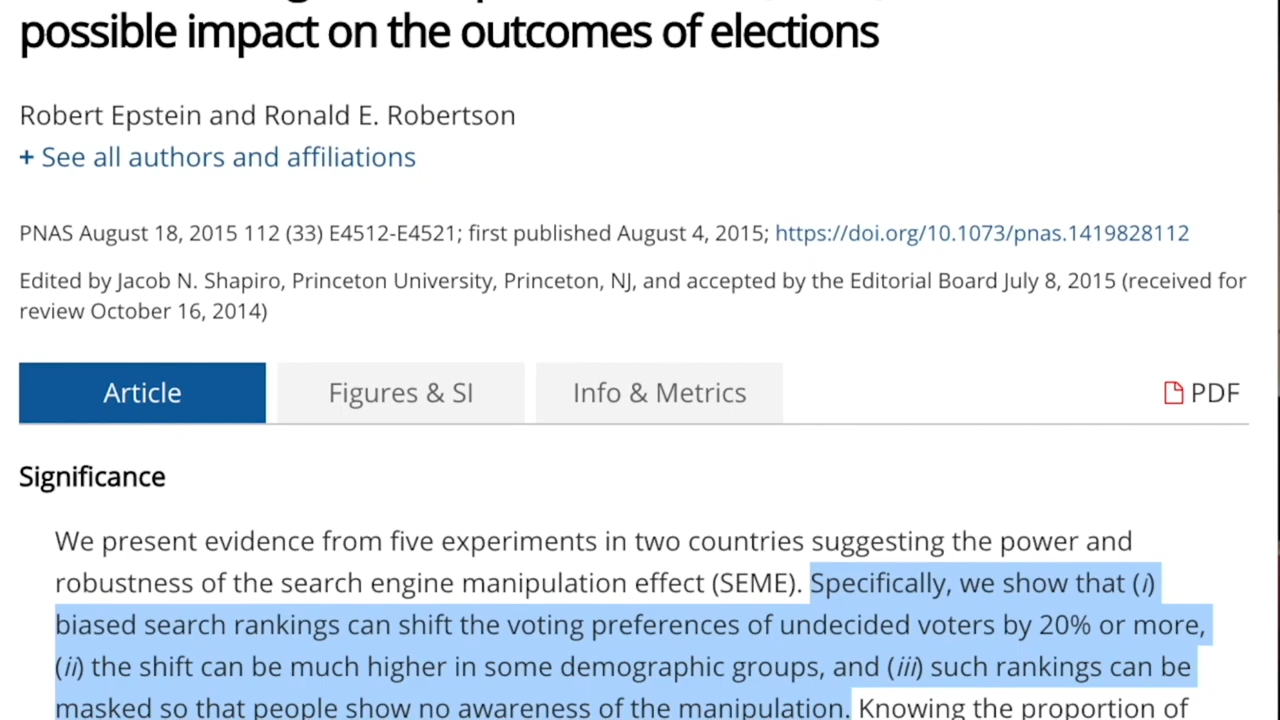 possible impact on the outcomes of elections
Robert Epstein and Ronald E. Robertson
+ See all authors and affiliations
PNAS August 18, 2015 112 (33) E4512-E4521; first published August 4, 2015; https://doi.org/10.1073/pnas.1419828112
Edited by Jacob N. Shapiro, Princeton University, Princeton, NJ, and accepted by the Editorial Board July 8, 2015 (received for
review October 16, 2014)
Article Figures & SI Info & Metrics PDF
Significance
We present evidence from five experiments in two countries suggesting the power and
robustness of the search engine manipulation effect (SEME). Specifically, we show that (i)
biased search rankings can shift the voting preferences of undecided voters by 20% or more,
(ii) the shift can be much higher in some demographic groups, and (iii) such rankings can be
masked so that people show no awareness of the manipulation. Knowing the proportion of